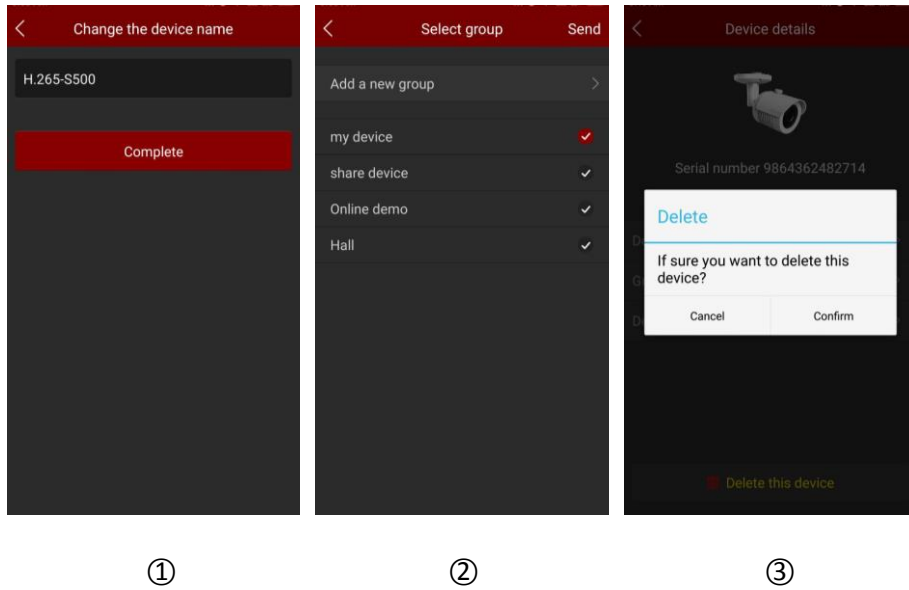 Change the device name
H.265-S500
Complete
Select group
Send
Add a new group
my device
share device
Online demo
Hall
Device details
Serial number 9864362482714
Delete
If sure you want to delete this
device?
Cancel
Confirm
Delete this device
①
②
③